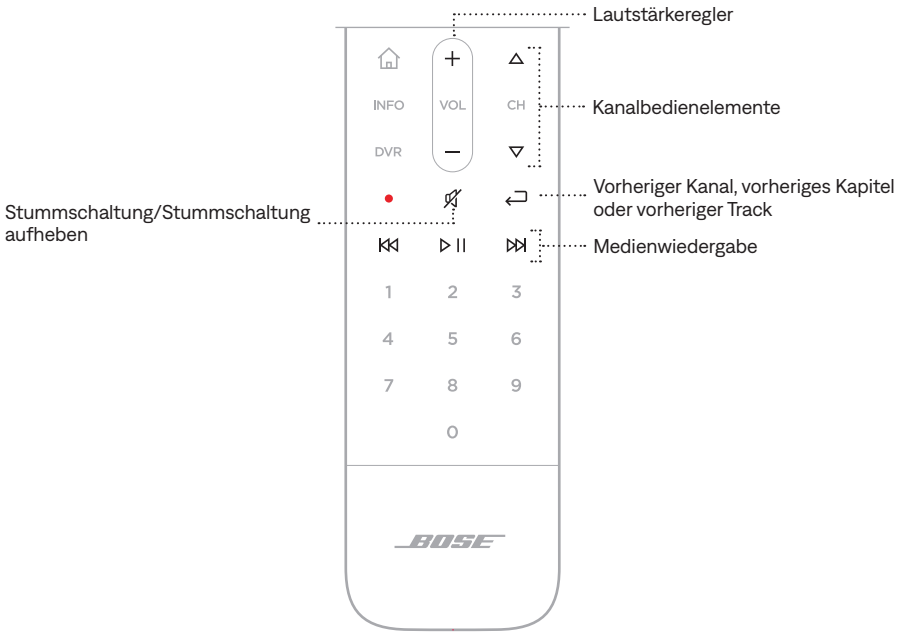 Lautstärkeregler
INFO VOL CH
Kanalbedienelemente
DVR
Vorheriger Kanal, vorheriges Kapitel
oder vorheriger Track
Stummschaltung/Stummschaltung
aufheben
Medienwiedergabe
1 2 3
4 5 6
7 8 9
0
BOSE